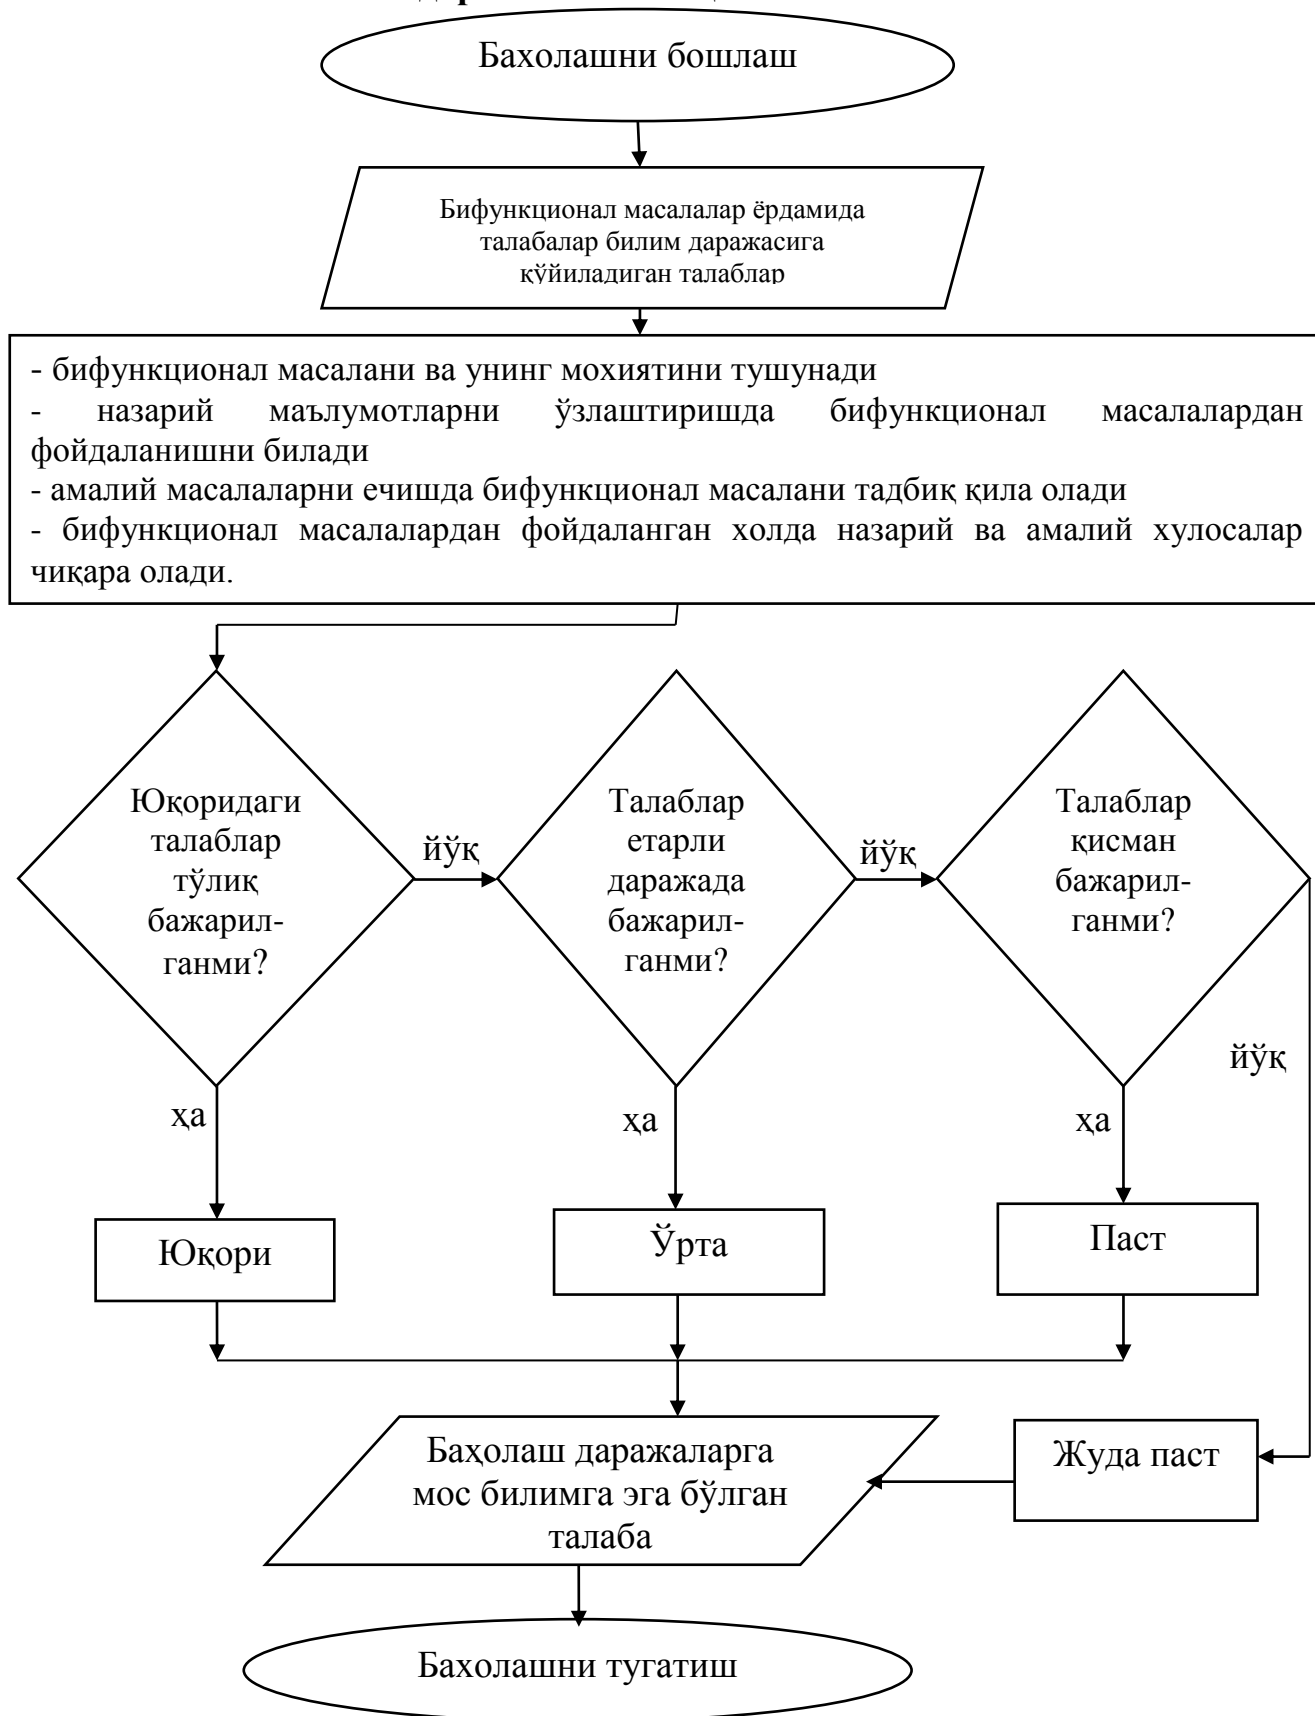 Бахолашни бошлаш
Бифункционал масалалар ёрдамида
талабалар билим даражасига
қўйиладиган талаблар
- бифункционал масалани ва унинг мохиятини тушунади
- назарий маълумотларни ўзлаштиришда бифункционал масалалардан
фойдаланишни билади
- амалий масалаларни ечишда бифункционал масалани тадбиқ қила олади
- бифункционал масалалардан фойдаланган холда назарий ва амалий хулосалар
чиқара олади.
Юқоридаги
талаблар
тўлиқ
бажарил-
ганми?
йўқ
Талаблар
етарли
даражада
бажарил-
ганми?
йўқ
Талаблар
қисман
бажарил-
ганми?
йўқ
ҳа
ҳа
ҳа
Юқори
Ўрта
Паст
Баҳолаш даражаларга
мос билимга эга бўлган
талаба
Жуда паст
Бахолашни тугатиш